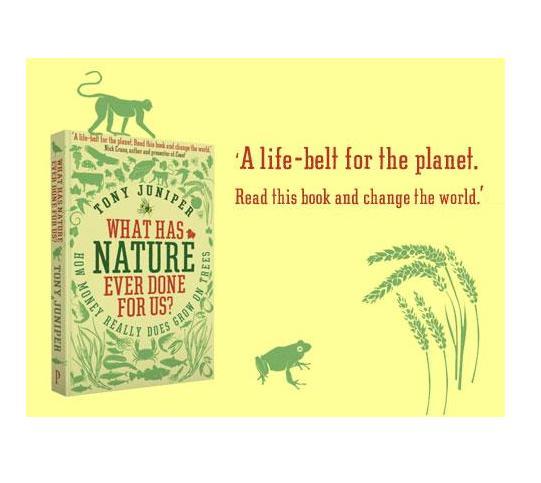 'A life-belt for the planet. Read this book and change the world.'
Nick Crane, author and presenter of Coast
TONY JUNIPER
WHAT HAS
NATURE
EVER DONE
FOR US?
HOW MONEY REALLY DOES GROW ON TREES
WHAT HAS NATURE
EVER DONE FOR US?
TONY JUNIPER
P
'A life-belt for the planet.
Read this book and change the world.'